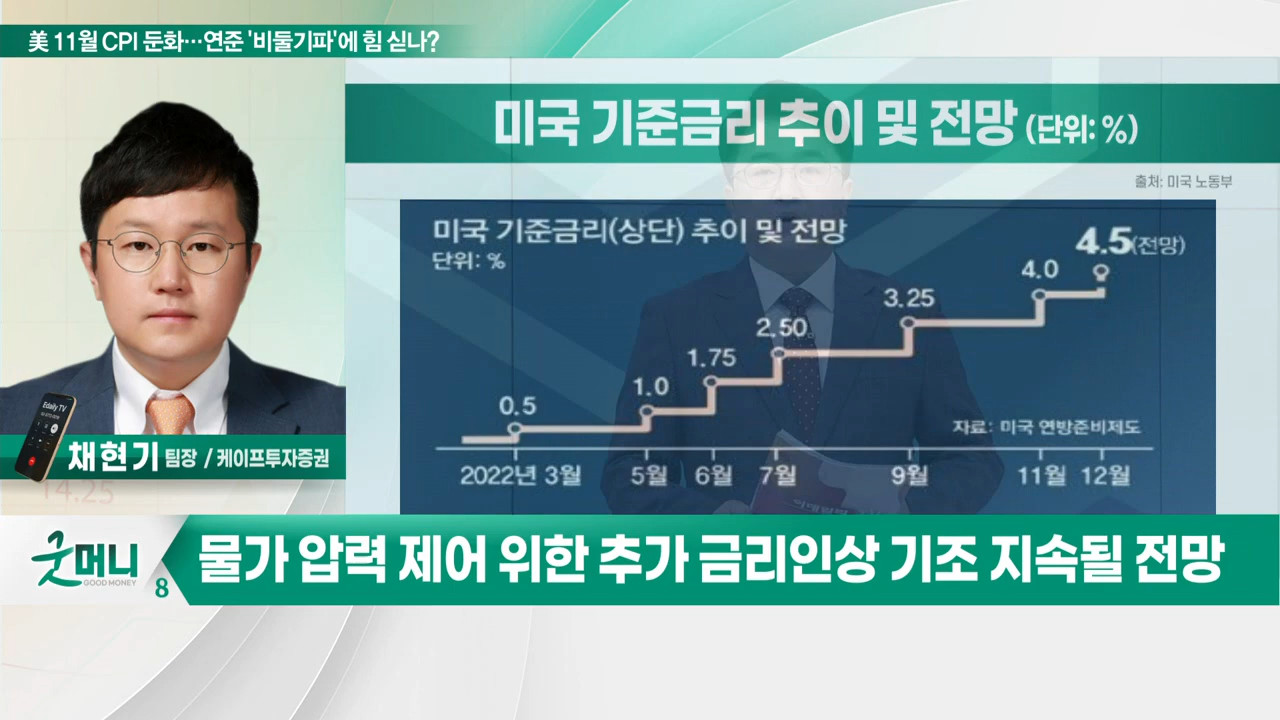 美 11월 CPI 둔화…연준 '비둘기파'에 힘 싣나?
미국 기준금리 추이 및 전망 (단위: %)
출처: 미국 노동부
미국 기준금리(상단) 추이 및 전망
단위: %
0.5
1.0
1.75
2.50
3.25
4.0
4.5(전망)
자료: 미국 연방준비제도
2022년 3월 5월 6월 7월 9월 11월 12월
Edaily TV
채현기 팀장 / 케이프투자증권
14.25
굿머니
GOOD MONEY
8
물가 압력 제어 위한 추가 금리인상 기조 지속될 전망